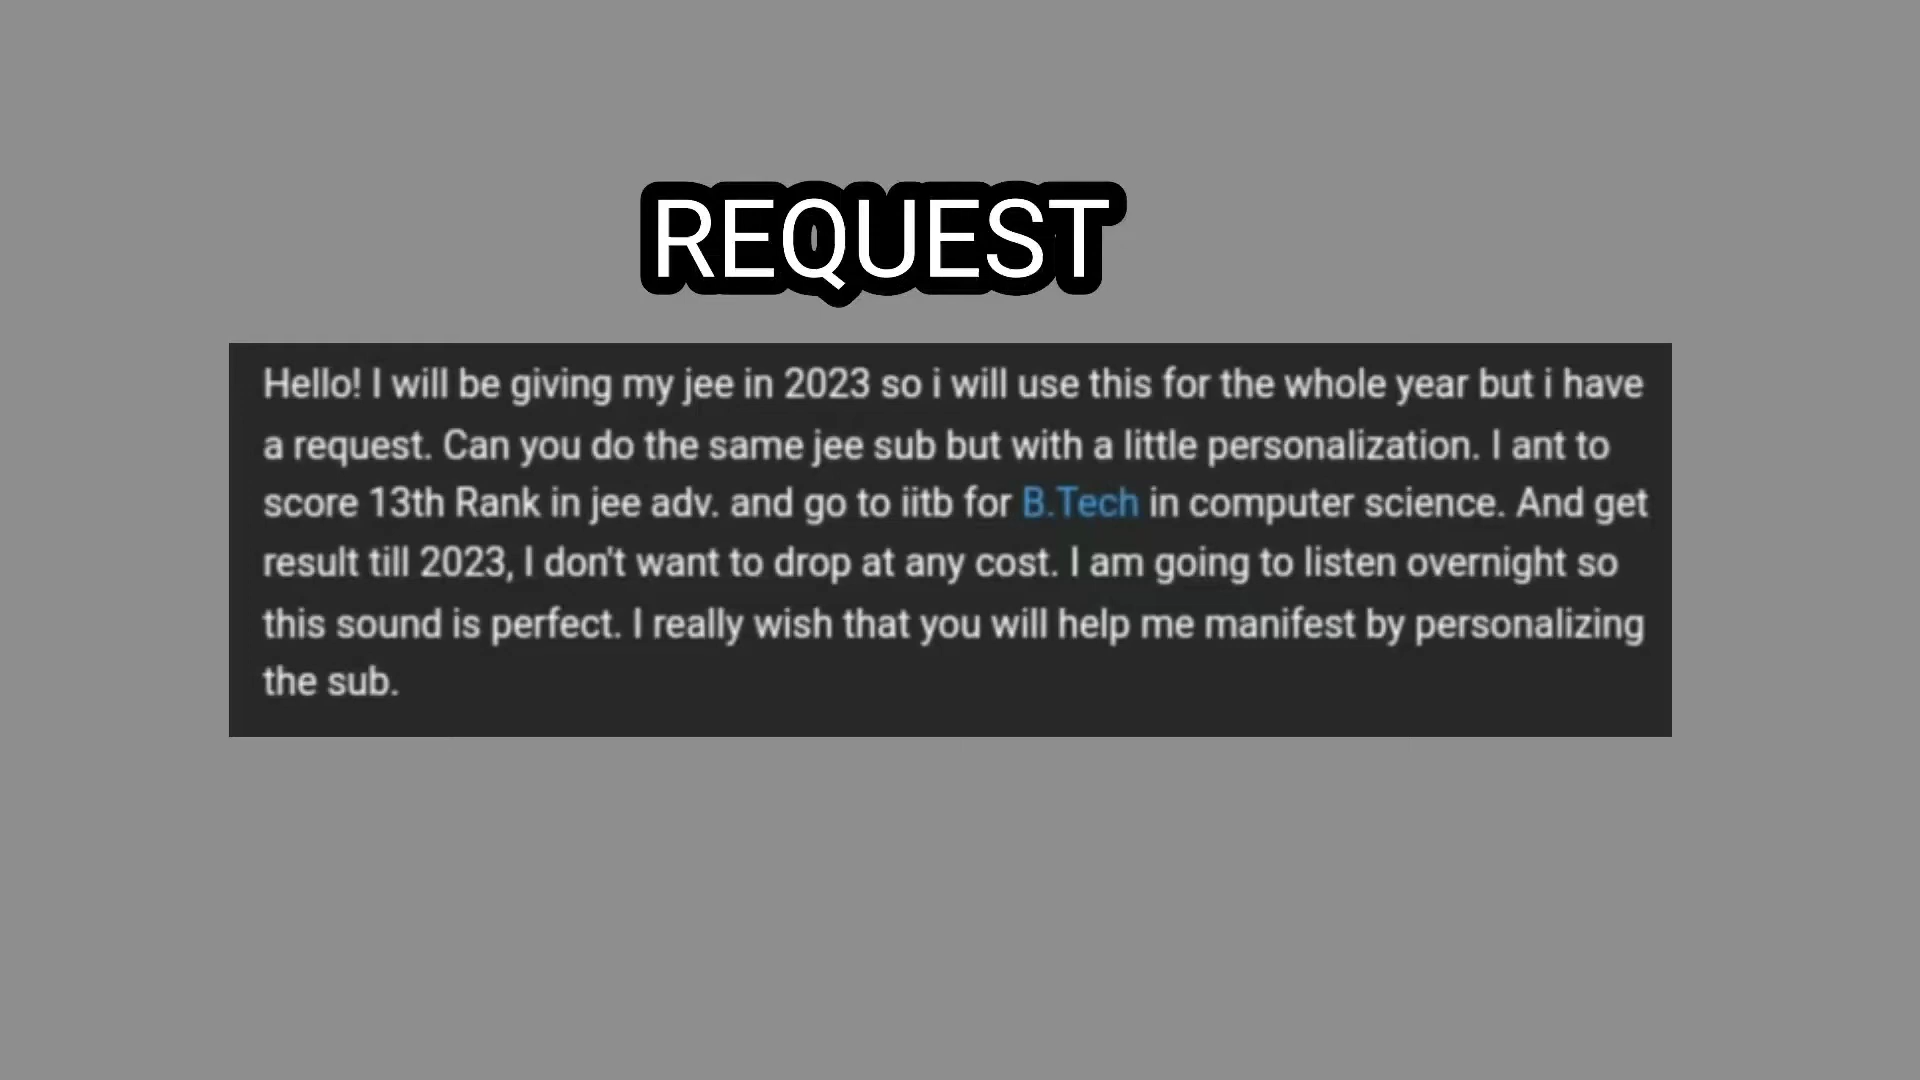 REQUEST
Hello! I will be giving my jee in 2023 so i will use this for the whole year but i have
a request. Can you do the same jee sub but with a little personalization. I ant to
score 13th Rank in jee adv. and go to iitb for B.Tech in computer science. And get
result till 2023, I don't want to drop at any cost. I am going to listen overnight so
this sound is perfect. I really wish that you will help me manifest by personalizing
the sub.